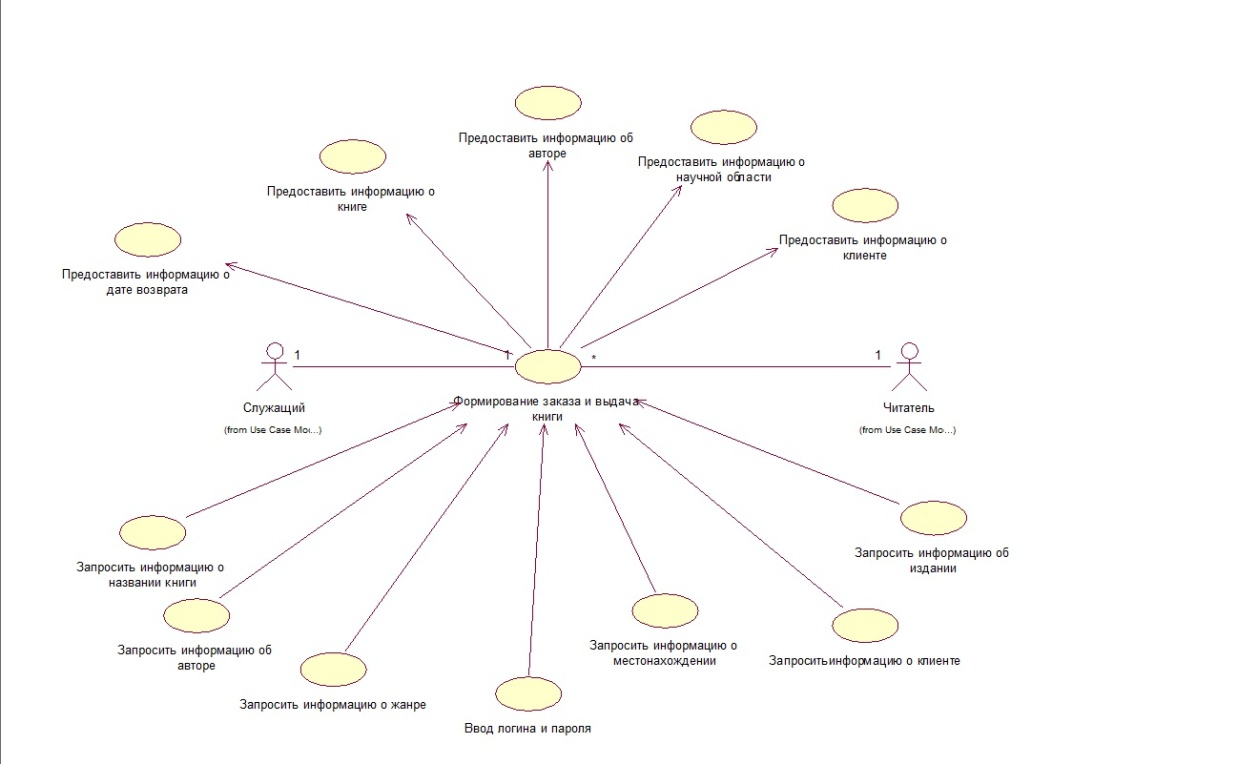 Предоставить информацию об
авторе
Предоставить информацию о
научной области
Предоставить информацию о
книге
Предоставить информацию о
клиенте
Предоставить информацию о
дате возврата
1
1
*
1
Формирование заказа и выдача
книги
Служащий
(from Use Case Mo...)
Читатель
(from Use Case Mo...)
Запросить информацию о
названии книги
Запросить информацию об
издании
Запросить информацию об
авторе
Запросить информацию о
местонахождении
Запроситьинформацию о клиенте
Запросить информацию о жанре
Ввод логина и пароля